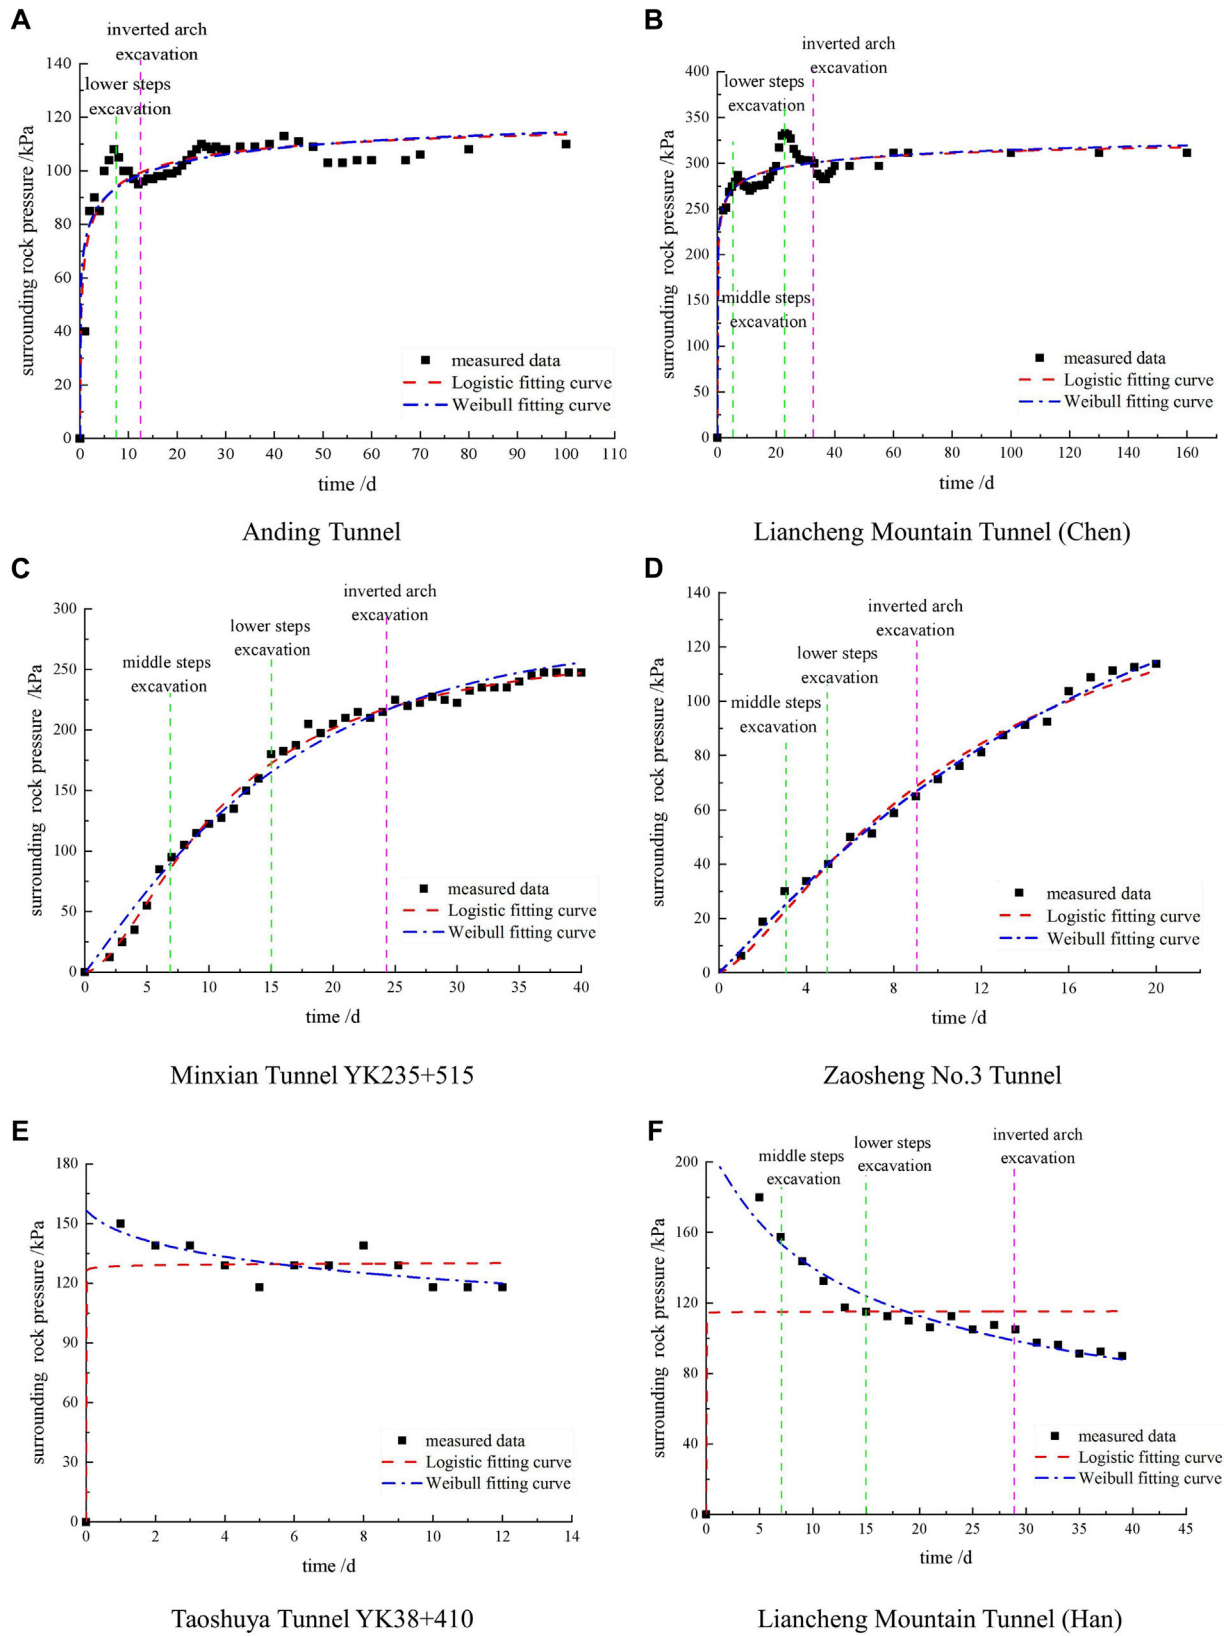 A
inverted arch
excavation
lower steps
excavation
140
120
100
80
60
40
20
0
surrounding rock pressure /kPa
measured data
Logistic fitting curve
Weibull fitting curve
0 10 20 30 40 50 60 70 80 90 100 110
time /d
Anding Tunnel
B
inverted arch
excavation
lower steps
excavation
middle steps
excavation
400
350
300
250
200
150
100
50
0
surrounding rock pressure /kPa
measured data
Logistic fitting curve
Weibull fitting curve
0 20 40 60 80 100 120 140 160
time /d
Liancheng Mountain Tunnel (Chen)
C
inverted arch
excavation
lower steps
excavation
middle steps
excavation
300
250
200
150
100
50
0
surrounding rock pressure /kPa
measured data
Logistic fitting curve
Weibull fitting curve
0 5 10 15 20 25 30 35 40
time /d
Minxian Tunnel YK235+515
D
inverted arch
excavation
lower steps
excavation
middle steps
excavation
140
120
100
80
60
40
20
0
surrounding rock pressure /kPa
measured data
Logistic fitting curve
Weibull fitting curve
0 4 8 12 16 20
time /d
Zaosheng No.3 Tunnel
E
180
150
120
90
60
30
0
surrounding rock pressure /kPa
measured data
Logistic fitting curve
Weibull fitting curve
0 2 4 6 8 10 12 14
time /d
Taoshuya Tunnel YK38+410
F
inverted arch
excavation
lower steps
excavation
middle steps
excavation
200
160
120
80
40
0
surrounding rock pressure /kPa
measured data
Logistic fitting curve
Weibull fitting curve
0 5 10 15 20 25 30 35 40 45
time /d
Liancheng Mountain Tunnel (Han)